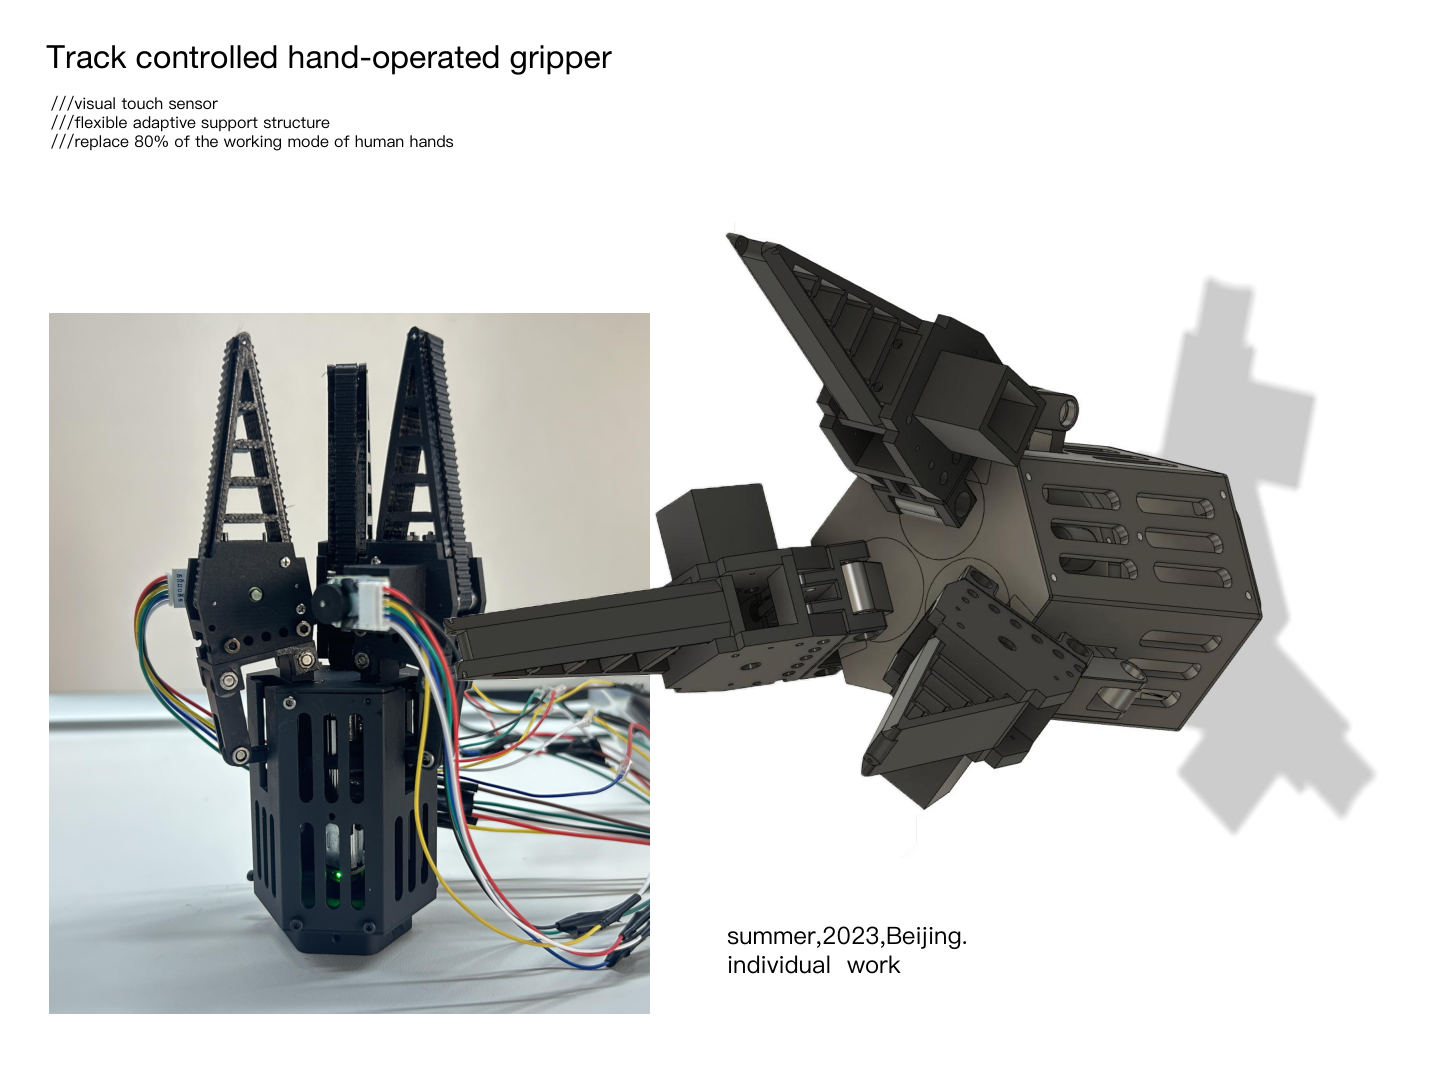 Track controlled hand-operated gripper
///visual touch sensor
///flexible adaptive support structure
///replace 80% of the working mode of human hands
summer,2023,Beijing.
individual work